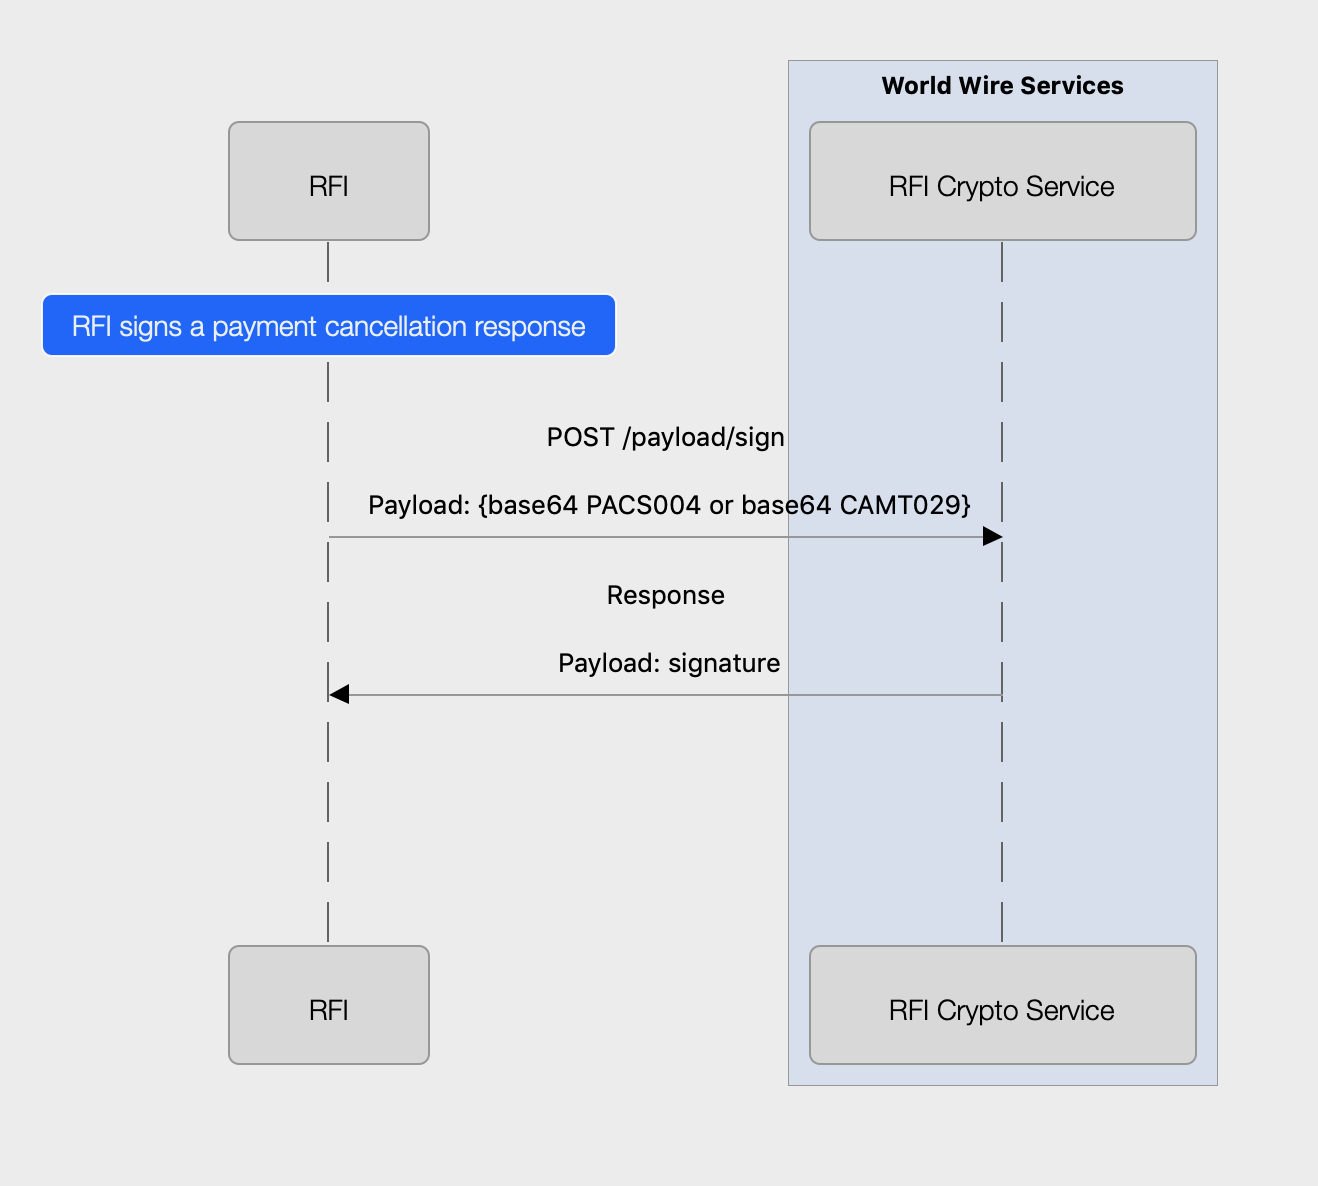 World Wire Services
RFI
RFI Crypto Service
RFI signs a payment cancellation response
POST /payload/sign
Payload: {base64 PACS004 or base64 CAMT029}
Response
Payload: signature
RFI
RFI Crypto Service